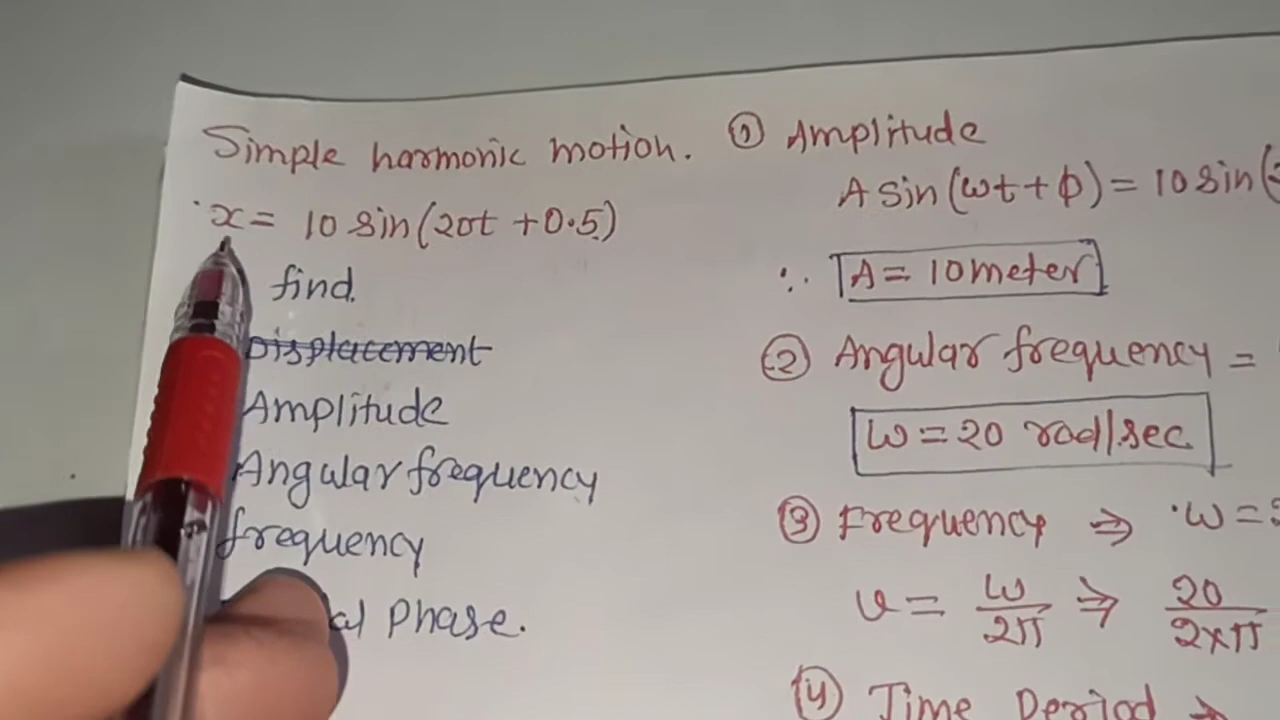 Simple harmonic motion.
x = 10 sin(20t + 0.5)
find.
Displacement
Amplitude
Angular frequency
frequency
Phase.
① Amplitude
A sin(ωt + ϕ) = 10 sin(
∴ A = 10 meter
② Angular frequency =
ω = 20 rad/sec
③ Frequency ⇒ ω =
υ = ω/2π ⇒ 20/2×π
④ Time Period →